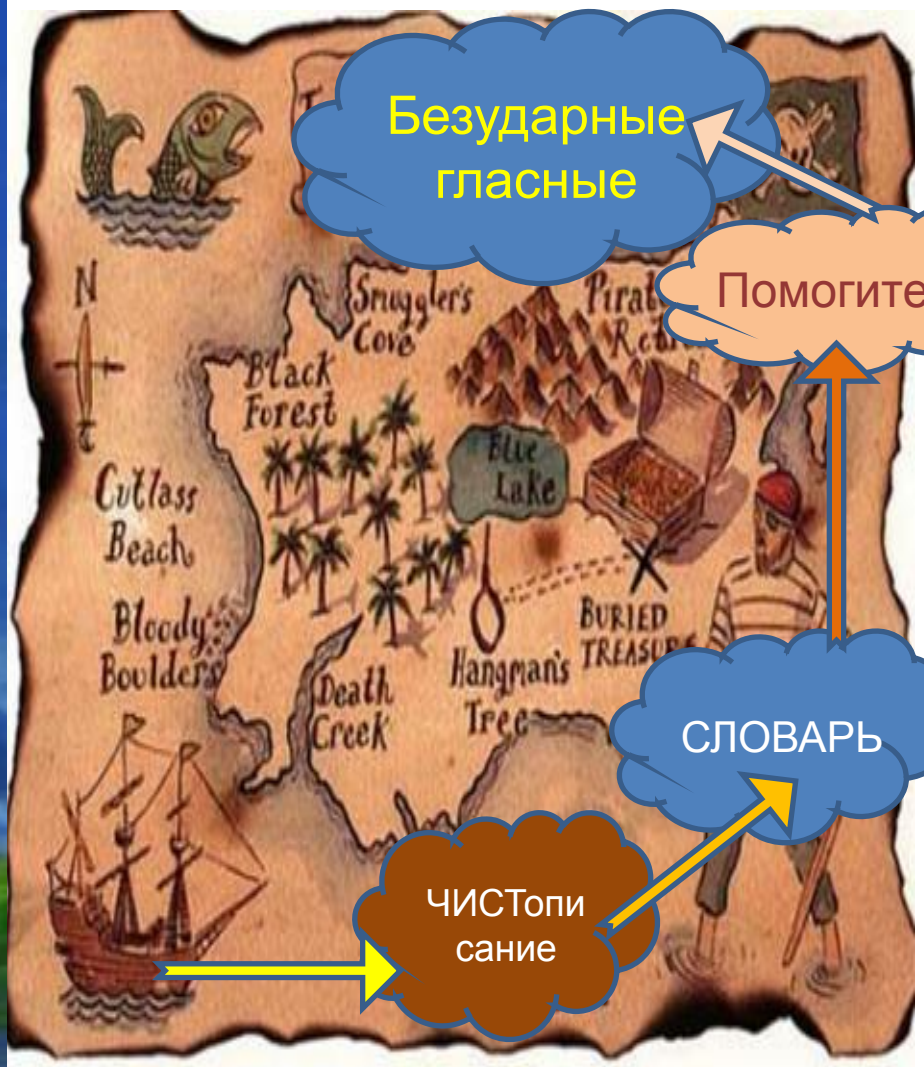 Безударные
гласные
Помогите
N
Smuggler's
Cove
Black
Forest
Blue
Lake
Cutlass
Beach
Bloody
Boulders
BURIED
Hangman's
Tree
Death
Creek
СЛОВАРЬ
ЧИСТопи
сание